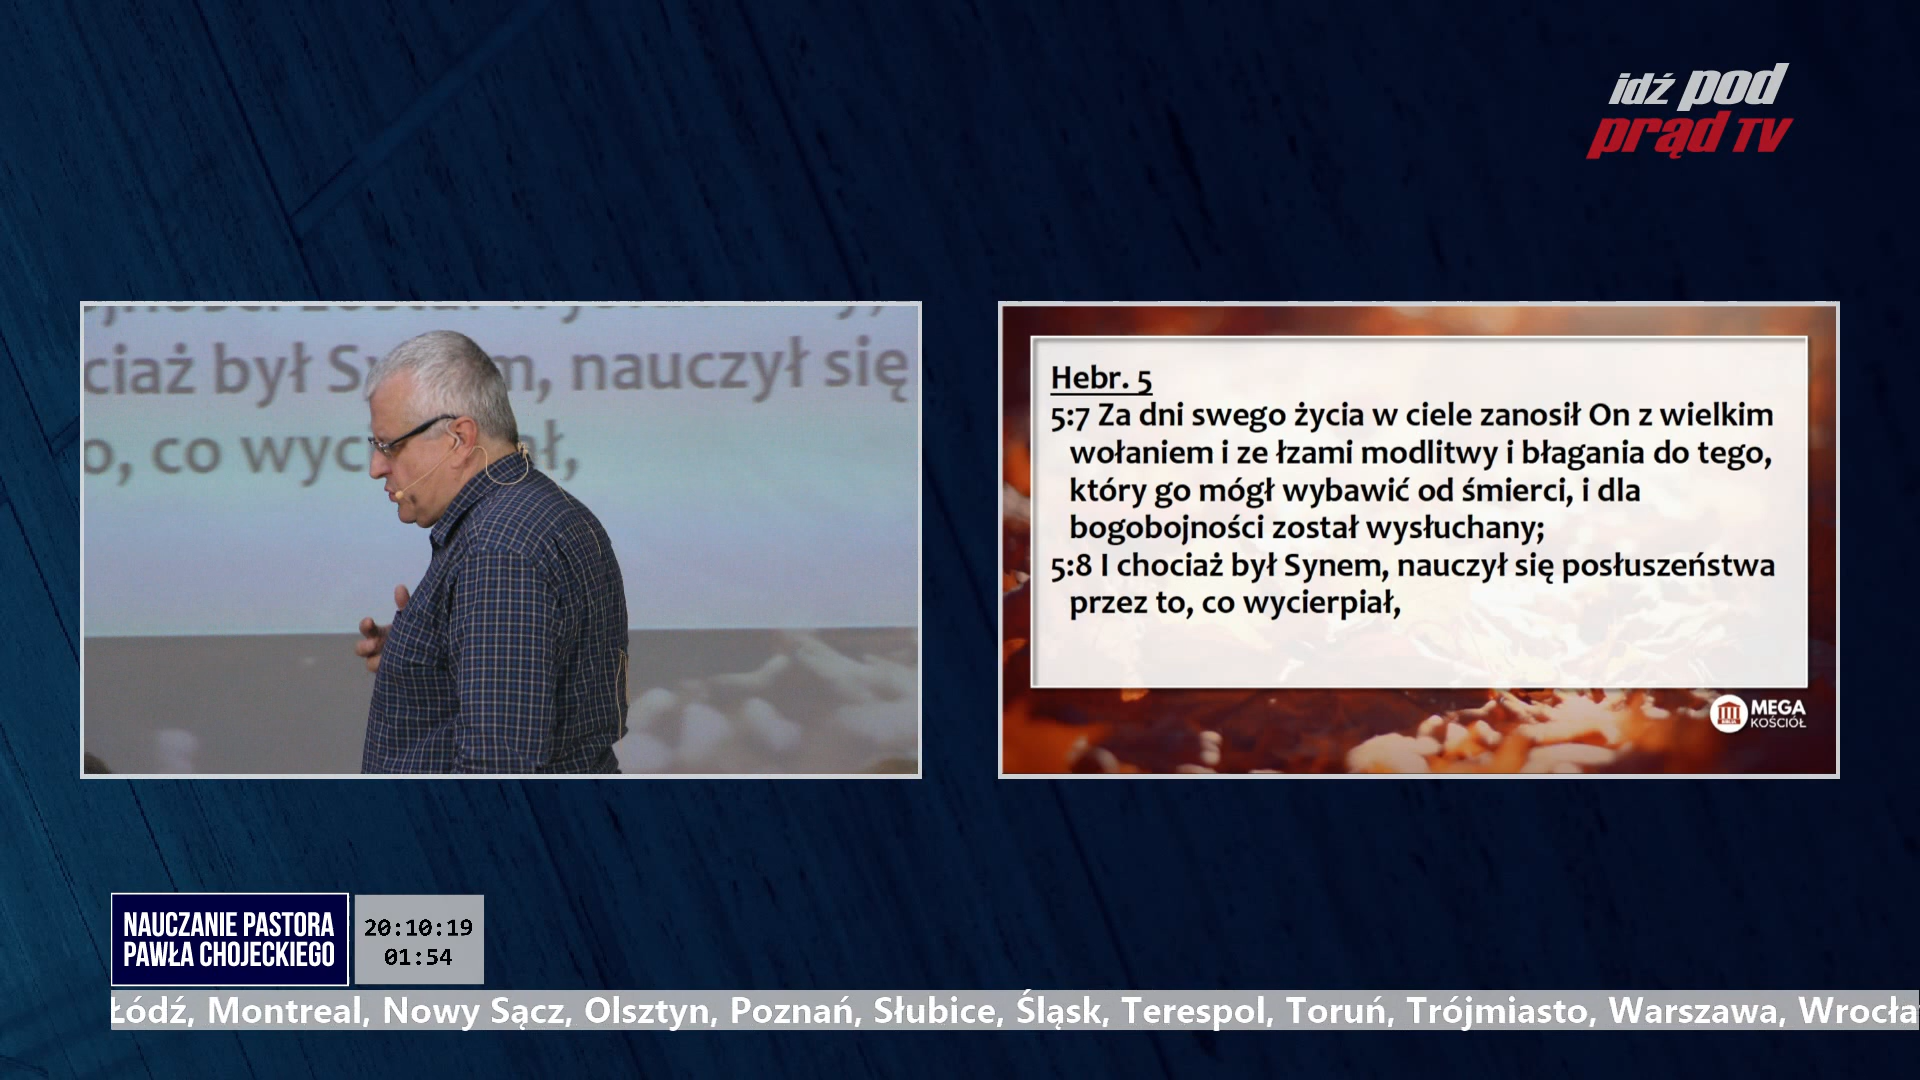 idź pod
prąd TV
ciaż był S m, nauczył się
o, co wyc ł,
Hebr. 5
5:7 Za dni swego życia w ciele zanosił On z wielkim
wołaniem i ze łzami modlitwy i błagania do tego,
który go mógł wybawić od śmierci, i dla
bogobojności został wysłuchany;
5:8 I chociaż był Synem, nauczył się posłuszeństwa
przez to, co wycierpiał,
MEGA
KOŚCIÓŁ
NAUCZANIE PASTORA
PAWŁA CHOJECKIEGO
20:10:19
01:54
Łódź, Montreal, Nowy Sącz, Olsztyn, Poznań, Słubice, Śląsk, Terespol, Toruń, Trójmiasto, Warszawa, Wrocła